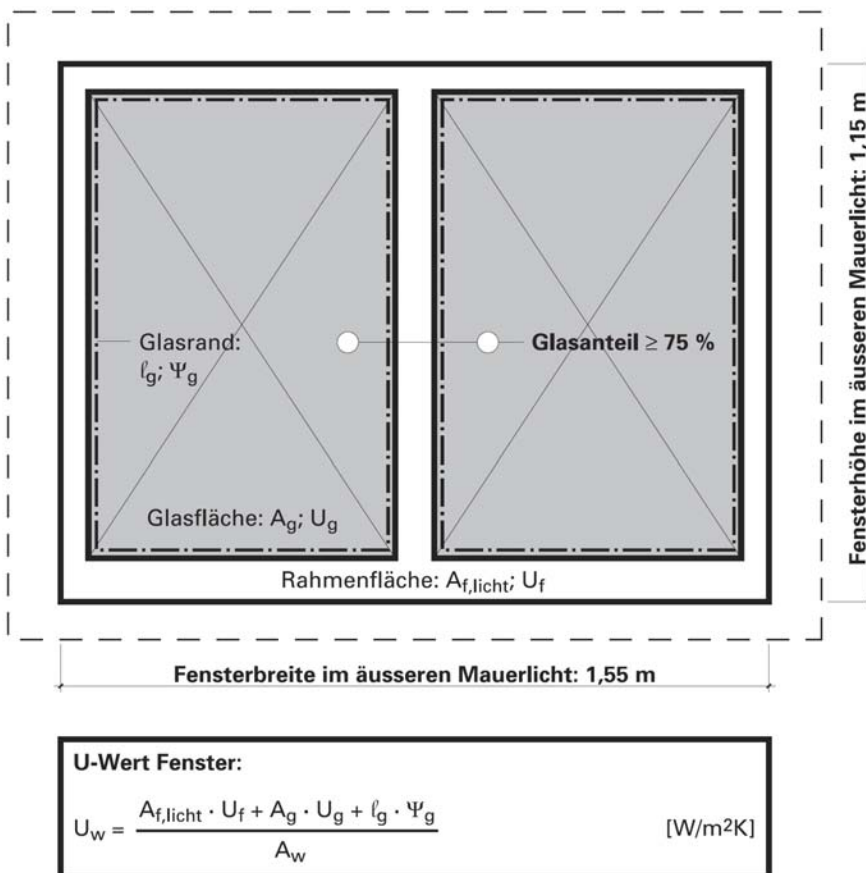 Fensterhöhe im äusseren Mauerlicht: 1,15 m
Glasrand:
ℓg; Ψg
Glasanteil ≥ 75 %
Glasfläche: Ag; Ug
Rahmenfläche: Af,licht; Uf
Fensterbreite im äusseren Mauerlicht: 1,55 m
U-Wert Fenster:
Uw = (Af,licht · Uf + Ag · Ug + ℓg · Ψg) / Aw [W/m²K]